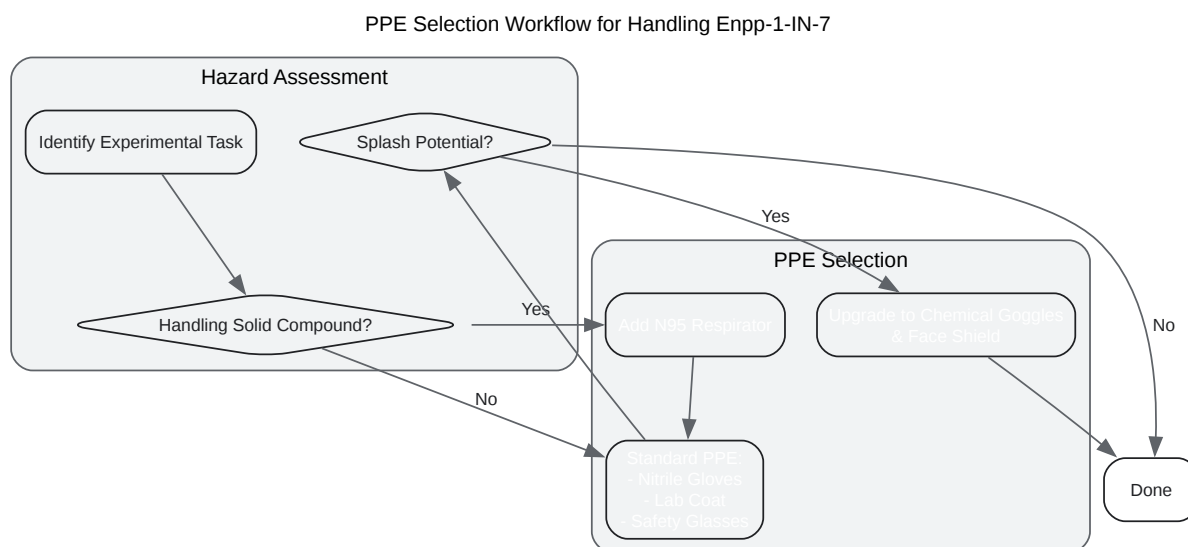 PPE Selection Workflow for Handling Enpp-1-IN-7
Hazard Assessment
Identify Experimental Task
Splash Potential?
Yes
PPE Selection
Handling Solid Compound?
Yes
Add N95 Respirator
Upgrade to Chemical Goggles
& Face Shield
No
No
Standard PPE:
- Nitrile Gloves
- Lab Coat
- Safety Glasses
Done